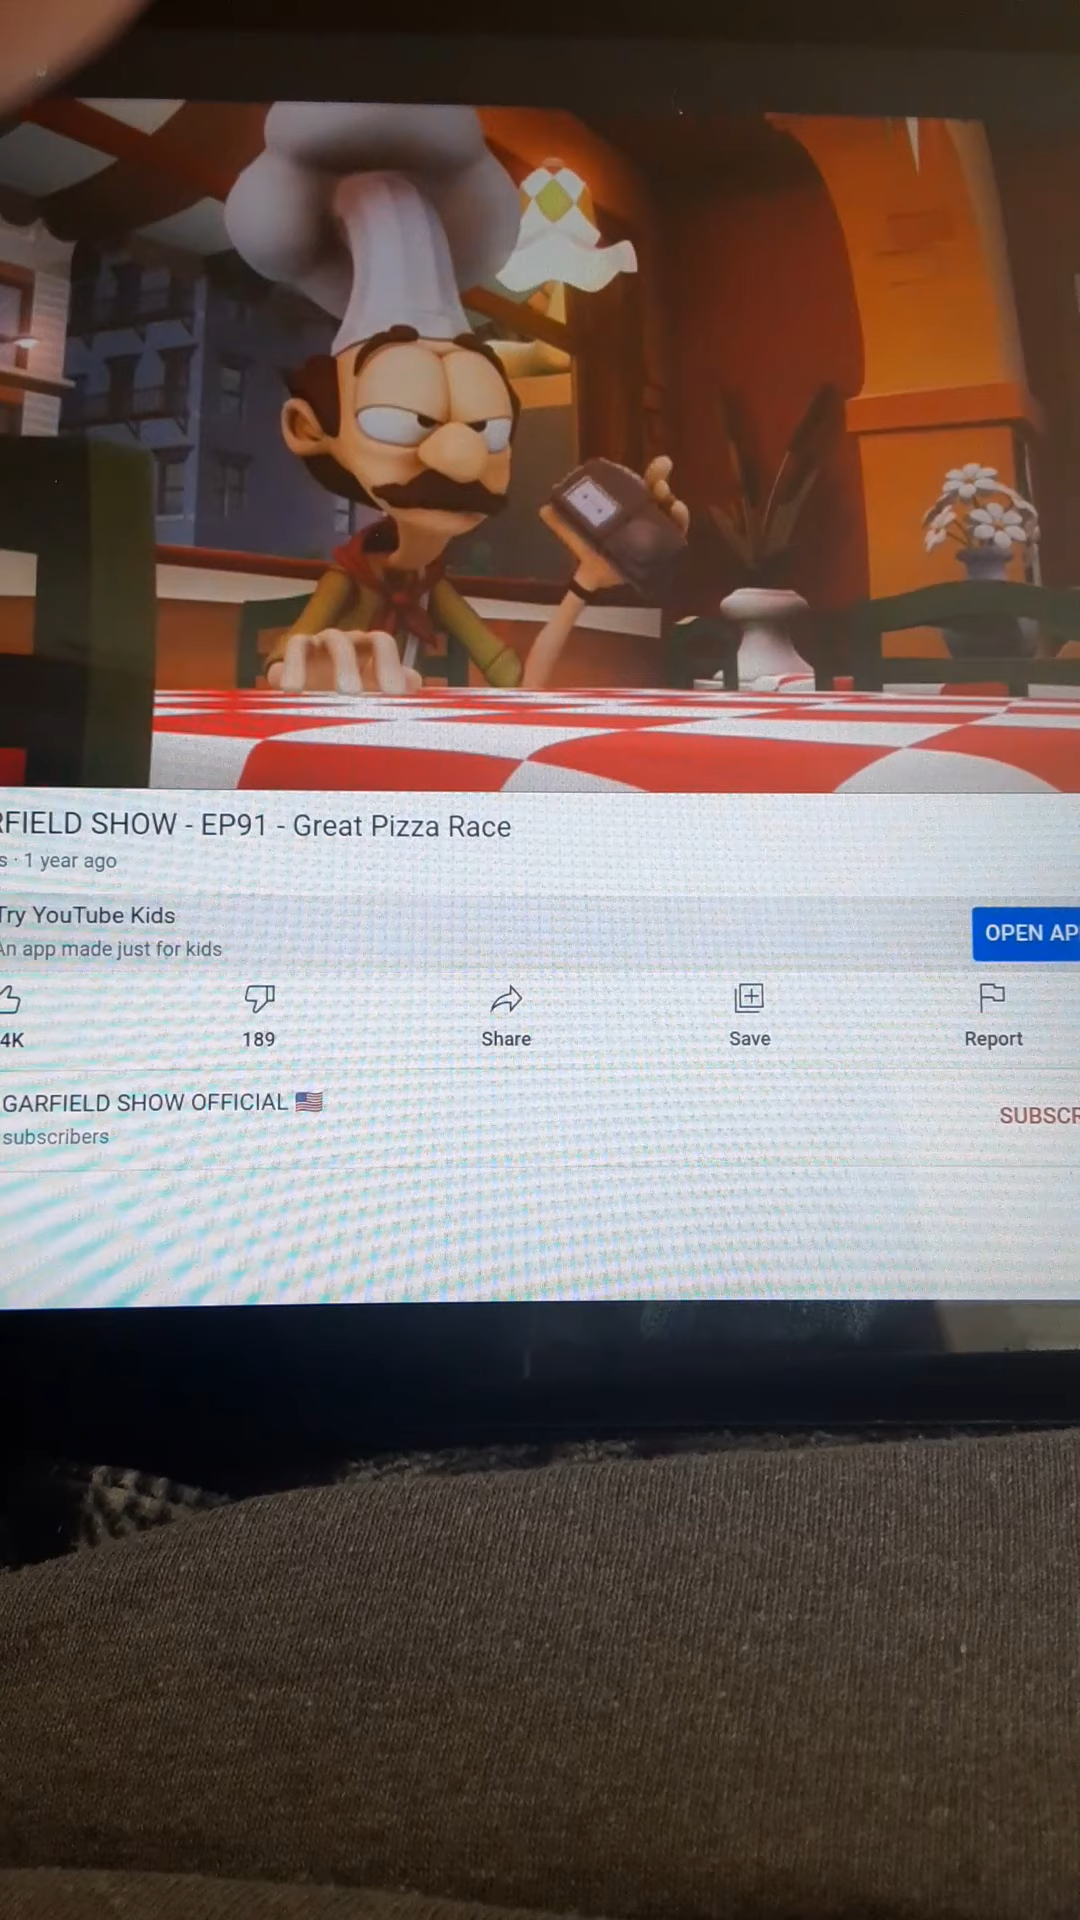 RFIELD SHOW - EP91 - Great Pizza Race
s · 1 year ago
Try YouTube Kids
An app made just for kids
OPEN AP
4K
189
Share
Save
Report
GARFIELD SHOW OFFICIAL 🇺🇸
subscribers
SUBSCR